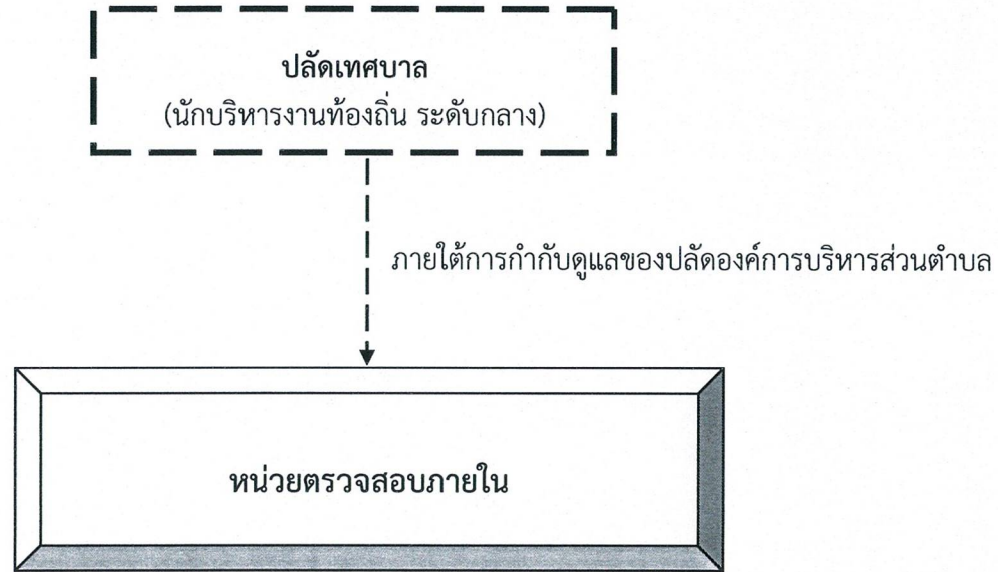 ปลัดเทศบาล
(นักบริหารงานท้องถิ่น ระดับกลาง)
ภายใต้การกำกับดูแลของปลัดองค์การบริหารส่วนตำบล
หน่วยตรวจสอบภายใน